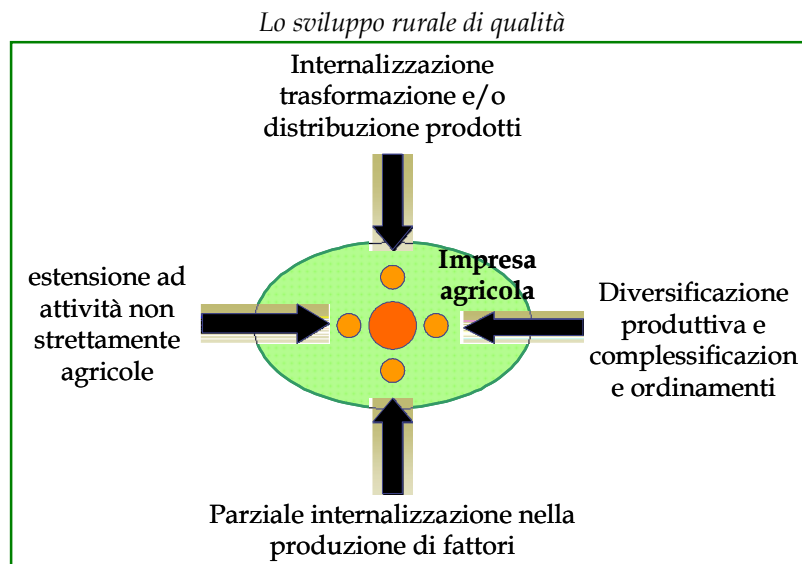 Lo sviluppo rurale di qualità
Internalizzazione
trasformazione e/o
distribuzione prodotti
Impresa
agricola
estensione ad
attività non
strettamente
agricole
Diversificazione
produttiva e
complessificazion
e ordinamenti
Parziale internalizzazione nella
produzione di fattori